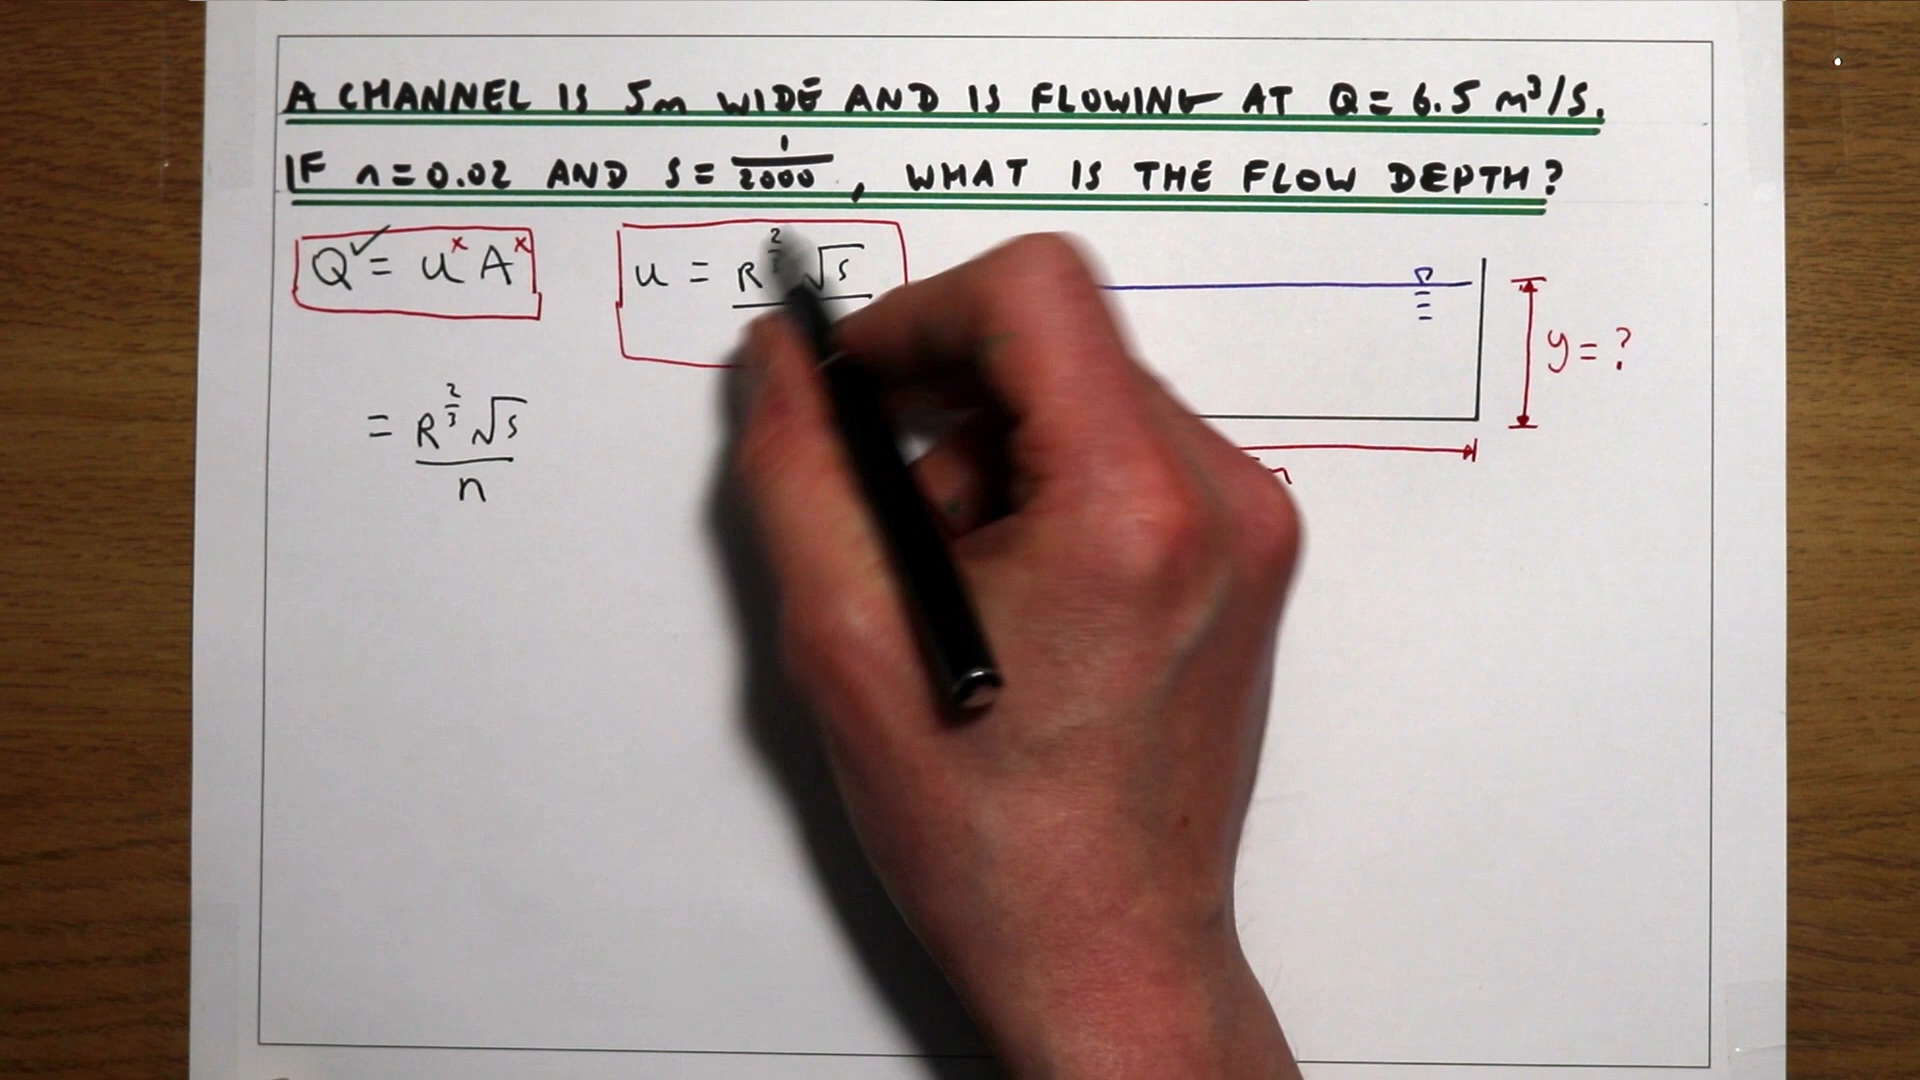 A CHANNEL IS 5m WIDE AND IS FLOWING AT Q = 6.5 m³/s.
IF n = 0.02 AND S = 1/2000, WHAT IS THE FLOW DEPTH?
Q✓ = u× A×
u = R^(2/3) √s
y = ?
= R^(2/3) √s / n